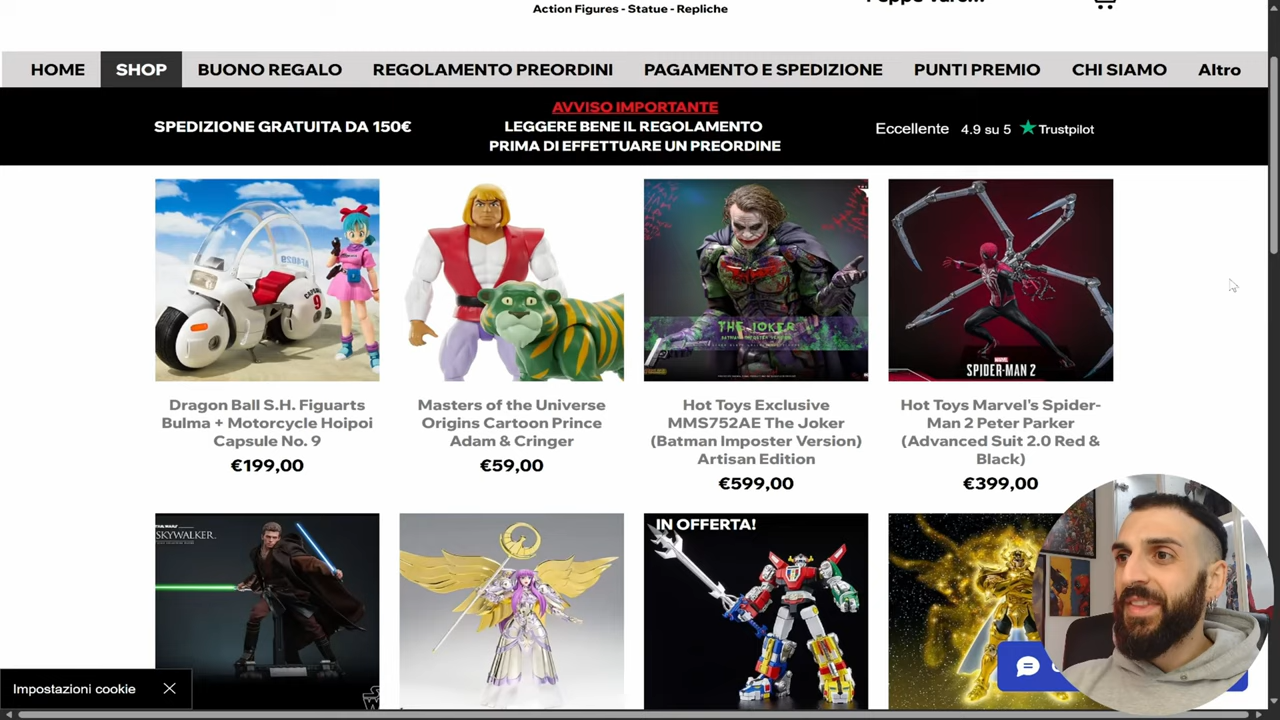 Action Figures - Statue - Repliche
HOME SHOP BUONO REGALO REGOLAMENTO PREORDINI PAGAMENTO E SPEDIZIONE PUNTI PREMIO CHI SIAMO Altro
AVVISO IMPORTANTE
SPEDIZIONE GRATUITA DA 150€
LEGGERE BENE IL REGOLAMENTO
PRIMA DI EFFETTUARE UN PREORDINE
Eccellente 4.9 su 5 Trustpilot
CAPSULE
9
THE JOKER
MARVEL
SPIDER-MAN 2
Dragon Ball S.H. Figuarts
Bulma + Motorcycle Hoipoi
Capsule No. 9
€199,00
Masters of the Universe
Origins Cartoon Prince
Adam & Cringer
€59,00
Hot Toys Exclusive
MMS752AE The Joker
(Batman Imposter Version)
Artisan Edition
€599,00
Hot Toys Marvel's Spider-
Man 2 Peter Parker
(Advanced Suit 2.0 Red &
Black)
€399,00
SKYWALKER
IN OFFERTA!
Impostazioni cookie